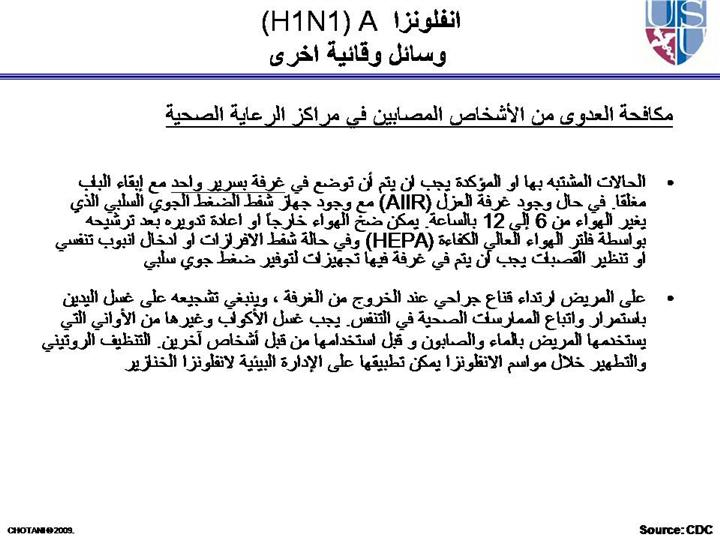 انفلونزا A (H1N1)
وسائل وقائية اخرى
مكافحة العدوى من الأشخاص المصابين في مراكز الرعاية الصحية
• الحالات المشتبه بها او المؤكدة يجب ان يتم أن توضع في غرفة بسرير واحد مع إبقاء الباب
مغلقا. في حال وجود غرفة العزل (AIIR) مع وجود جهاز شفط الضغط الجوي السلبي الذي
يغير الهواء من 6 إلى 12 بالساعة. يمكن ضخ الهواء خارجاً او اعادة تدويره بعد ترشيحه
بواسطة فلتر الهواء العالي الكفاءة (HEPA) وفي حالة شفط الافرازات او ادخال انبوب تنفسي
او تنظير القصبات يجب ان يتم في غرفة فيها تجهيزات لتوفير ضغط جوي سلبي
• على المريض ارتداء قناع جراحي عند الخروج من الغرفة ، وينبغي تشجيعه على غسل اليدين
باستمرار واتباع الممارسات الصحية في التنفس. يجب غسل الأكواب وغيرها من الأواني التي
يستخدمها المريض بالماء والصابون و قبل استخدامها من قبل أشخاص آخرين. التنظيف الروتيني
والتطهير خلال مواسم الانفلونزا يمكن تطبيقها على الإدارة البيئية لانفلونزا الخنازير
CHOTANI© 2009.
Source: CDC